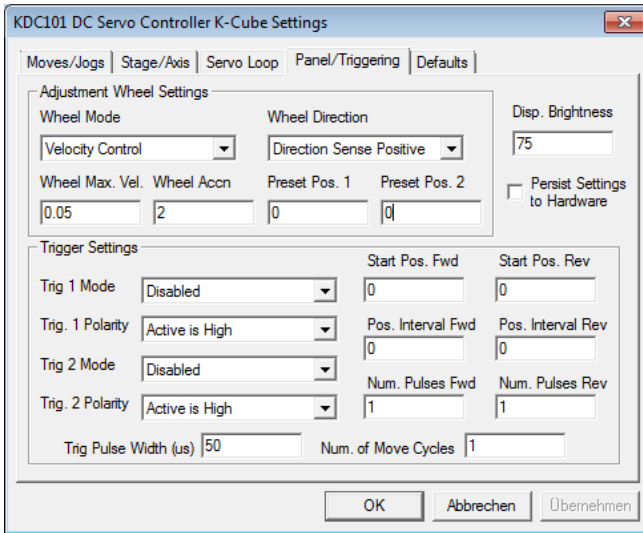 KDC101 DC Servo Controller K-Cube Settings
Moves/Jogs Stage/Axis Servo Loop Panel/Triggering Defaults
Adjustment Wheel Settings
Wheel Mode Wheel Direction Disp. Brightness
Velocity Control Direction Sense Positive 75
Wheel Max. Vel. Wheel Accn Preset Pos. 1 Preset Pos. 2 Persist Settings
to Hardware
0.05 2 0 0
Trigger Settings
Start Pos. Fwd Start Pos. Rev
Trig 1 Mode Disabled 0 0
Trig. 1 Polarity Active is High Pos. Interval Fwd Pos. Interval Rev
0 0
Trig 2 Mode Disabled
Num. Pulses Fwd Num. Pulses Rev
Trig. 2 Polarity Active is High 1 1
Trig Pulse Width (us) 50 Num. of Move Cycles 1
OK Abbrechen Übernehmen